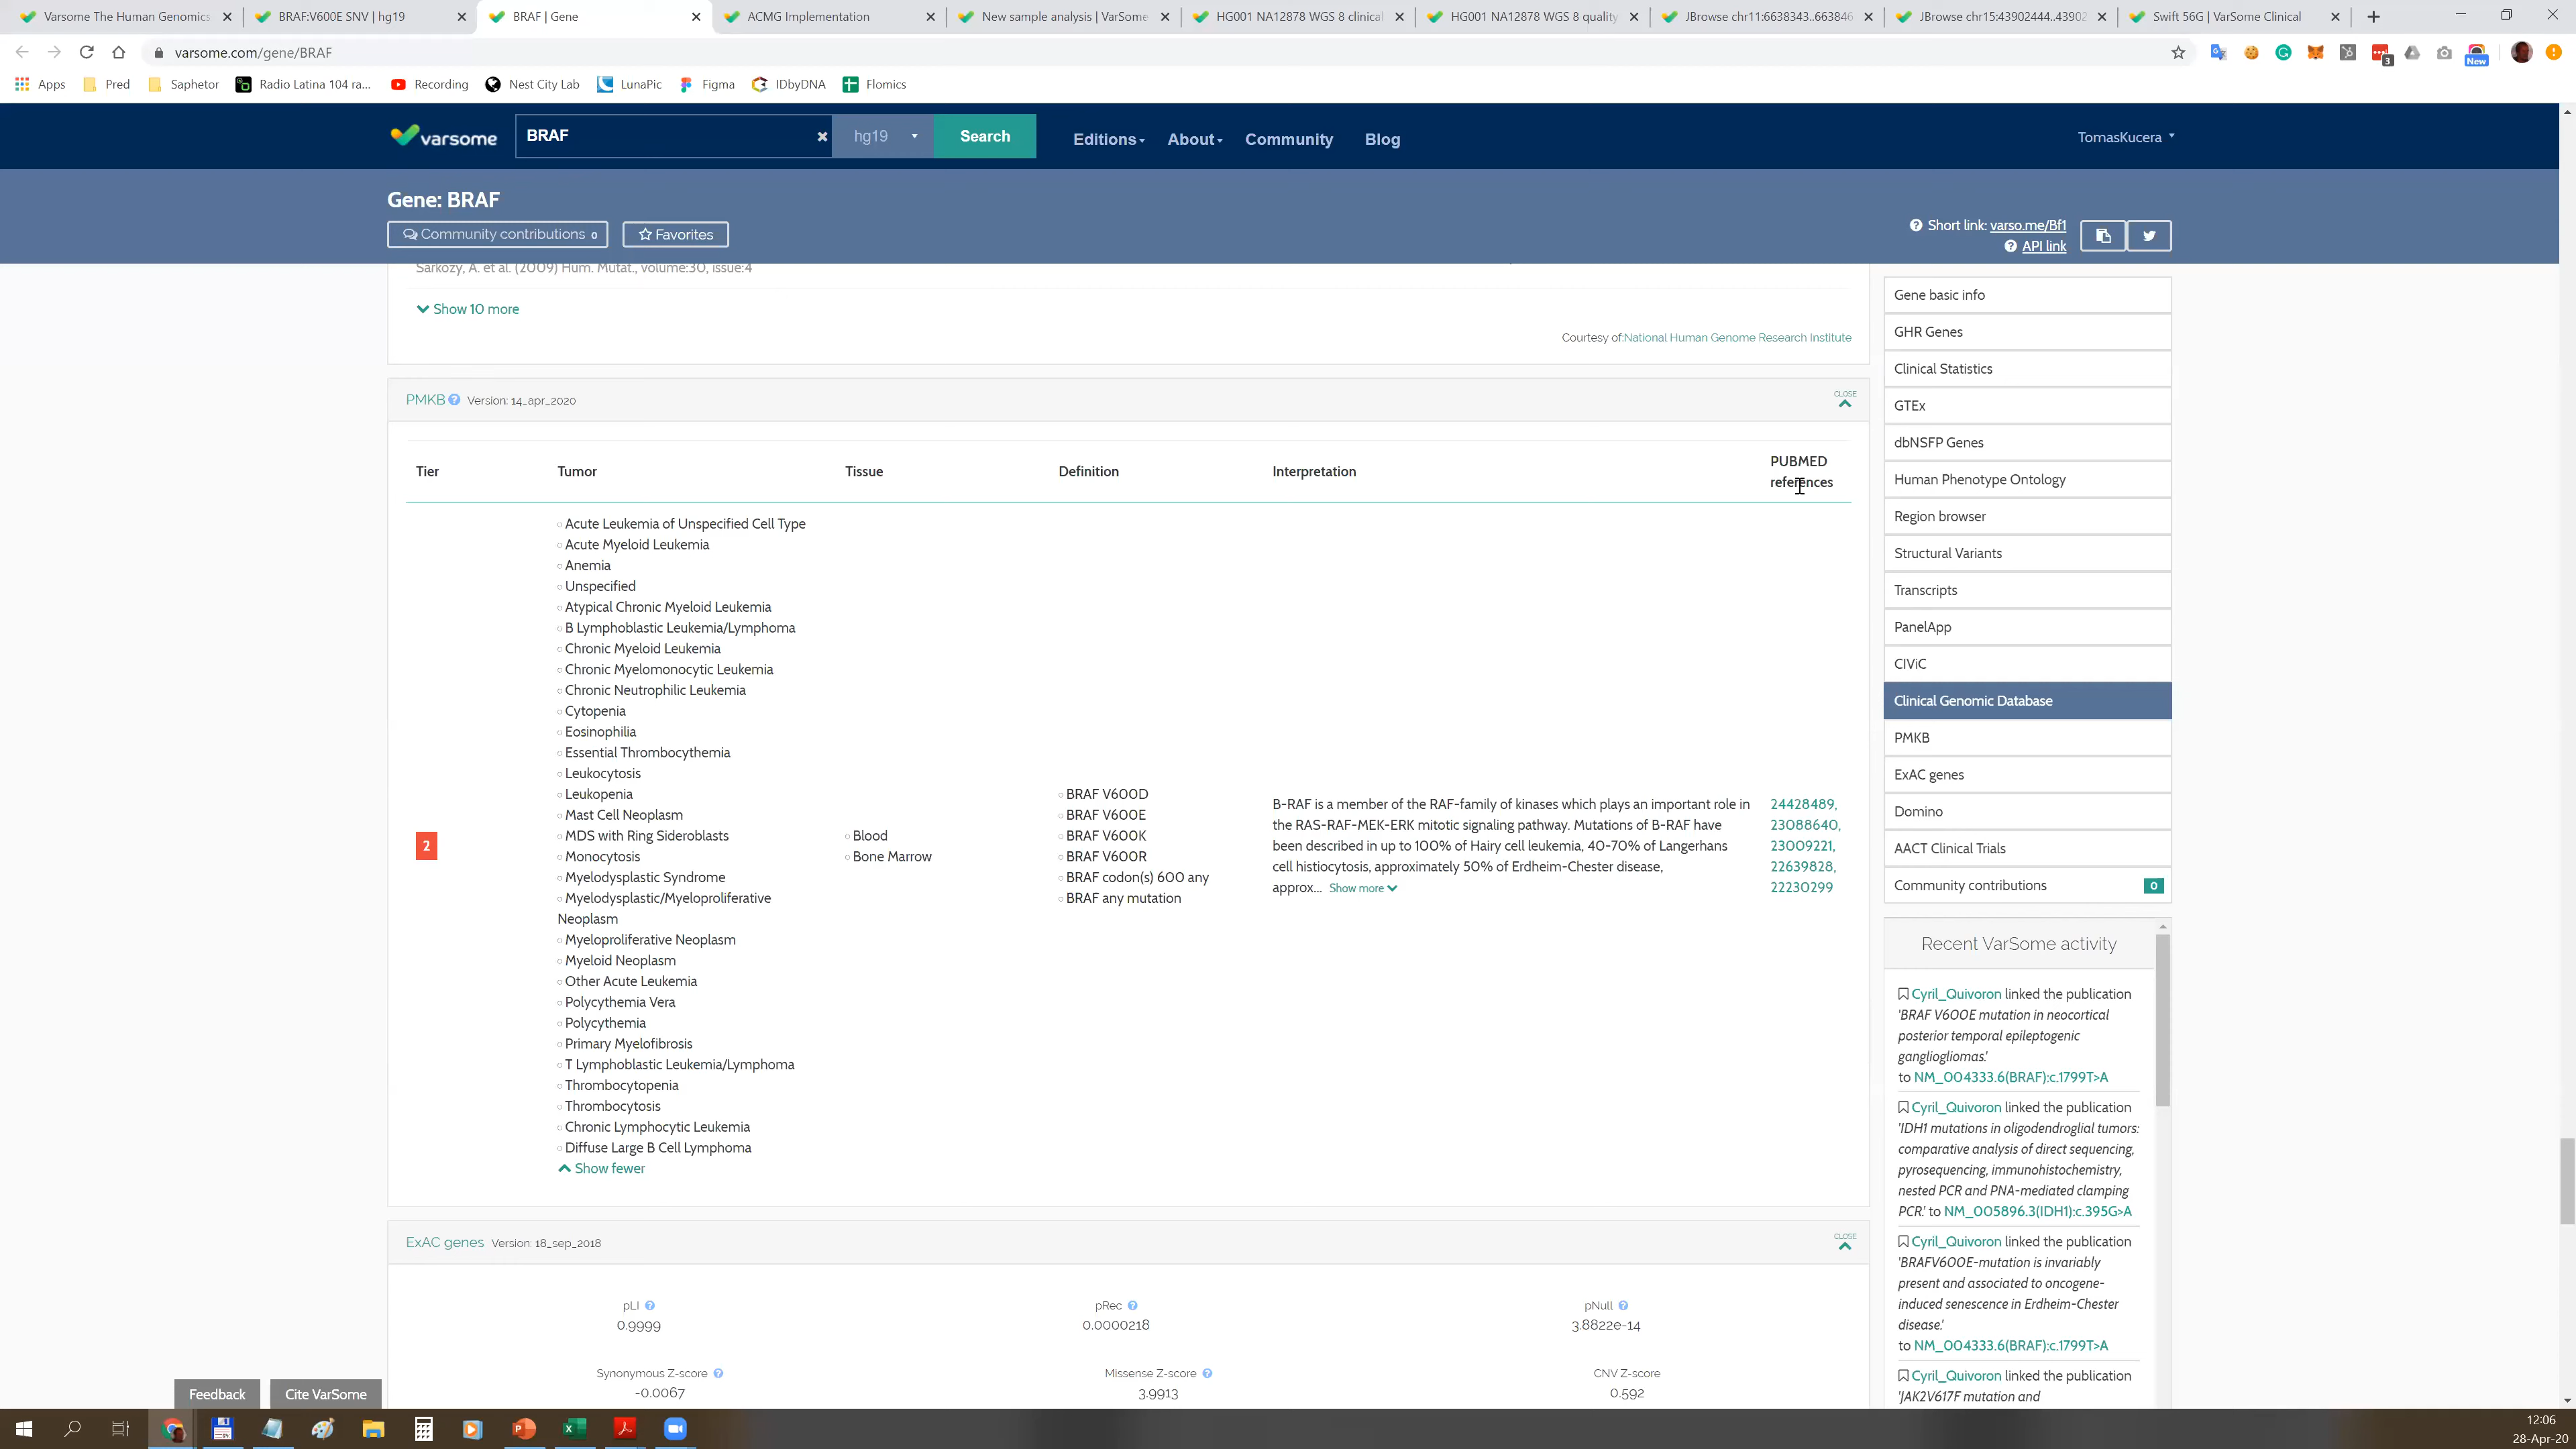 Varsome The Human Genomics
BRAF:V600E SNV | hg19
BRAF | Gene
ACMG Implementation
New sample analysis | VarSome
HG001 NA12878 WGS 8 clinical
HG001 NA12878 WGS 8 quality
JBrowse chr11:6638343..663846
JBrowse chr15:43902444..43902
Swift 56G | VarSome Clinical
varsome.com/gene/BRAF
3
New
Apps
Pred
Saphetor
Radio Latina 104 ra...
Recording
Nest City Lab
LunaPic
Figma
IDbyDNA
Flomics
varsome
BRAF
hg19
Search
Editions
About
Community
Blog
TomasKucera
Gene: BRAF
Community contributions 0
Favorites
Short link: varso.me/Bf1
API link
Sarkozy, A. et al. (2009) Hum. Mutat., volume:30, issue:4
Show 10 more
Courtesy of:National Human Genome Research Institute
PMKB Version: 14_apr_2020
CLOSE
Tier
Tumor
Tissue
Definition
Interpretation
PUBMED
references
2
Acute Leukemia of Unspecified Cell Type
Acute Myeloid Leukemia
Anemia
Unspecified
Atypical Chronic Myeloid Leukemia
B Lymphoblastic Leukemia/Lymphoma
Chronic Myeloid Leukemia
Chronic Myelomonocytic Leukemia
Chronic Neutrophilic Leukemia
Cytopenia
Eosinophilia
Essential Thrombocythemia
Leukocytosis
Leukopenia
Mast Cell Neoplasm
MDS with Ring Sideroblasts
Monocytosis
Myelodysplastic Syndrome
Myelodysplastic/Myeloproliferative
Neoplasm
Myeloproliferative Neoplasm
Myeloid Neoplasm
Other Acute Leukemia
Polycythemia Vera
Polycythemia
Primary Myelofibrosis
T Lymphoblastic Leukemia/Lymphoma
Thrombocytopenia
Thrombocytosis
Chronic Lymphocytic Leukemia
Diffuse Large B Cell Lymphoma
Show fewer
Blood
Bone Marrow
BRAF V600D
BRAF V600E
BRAF V600K
BRAF V600R
BRAF codon(s) 600 any
BRAF any mutation
B-RAF is a member of the RAF-family of kinases which plays an important role in
the RAS-RAF-MEK-ERK mitotic signaling pathway. Mutations of B-RAF have
been described in up to 100% of Hairy cell leukemia, 40-70% of Langerhans
cell histiocytosis, approximately 50% of Erdheim-Chester disease,
approx... Show more
24428489,
23088640,
23009221,
22639828,
22230299
ExAC genes Version: 18_sep_2018
CLOSE
pLI
0.9999
pRec
0.0000218
pNull
3.8822e-14
Synonymous Z-score
-0.0067
Missense Z-score
3.9913
CNV Z-score
0.592
Gene basic info
GHR Genes
Clinical Statistics
GTEx
dbNSFP Genes
Human Phenotype Ontology
Region browser
Structural Variants
Transcripts
PanelApp
CIViC
Clinical Genomic Database
PMKB
ExAC genes
Domino
AACT Clinical Trials
Community contributions 0
Recent VarSome activity
Cyril_Quivoron linked the publication
'BRAF V600E mutation in neocortical
posterior temporal epileptogenic
gangliogliomas.'
to NM_004333.6(BRAF):c.1799T>A
Cyril_Quivoron linked the publication
'IDH1 mutations in oligodendroglial tumors:
comparative analysis of direct sequencing,
pyrosequencing, immunohistochemistry,
nested PCR and PNA-mediated clamping
PCR.' to NM_005896.3(IDH1):c.395G>A
Cyril_Quivoron linked the publication
'BRAFV600E-mutation is invariably
present and associated to oncogene-
induced senescence in Erdheim-Chester
disease.'
to NM_004333.6(BRAF):c.1799T>A
Cyril_Quivoron linked the publication
'JAK2V617F mutation and
Feedback
Cite VarSome
12:06
28-Apr-20